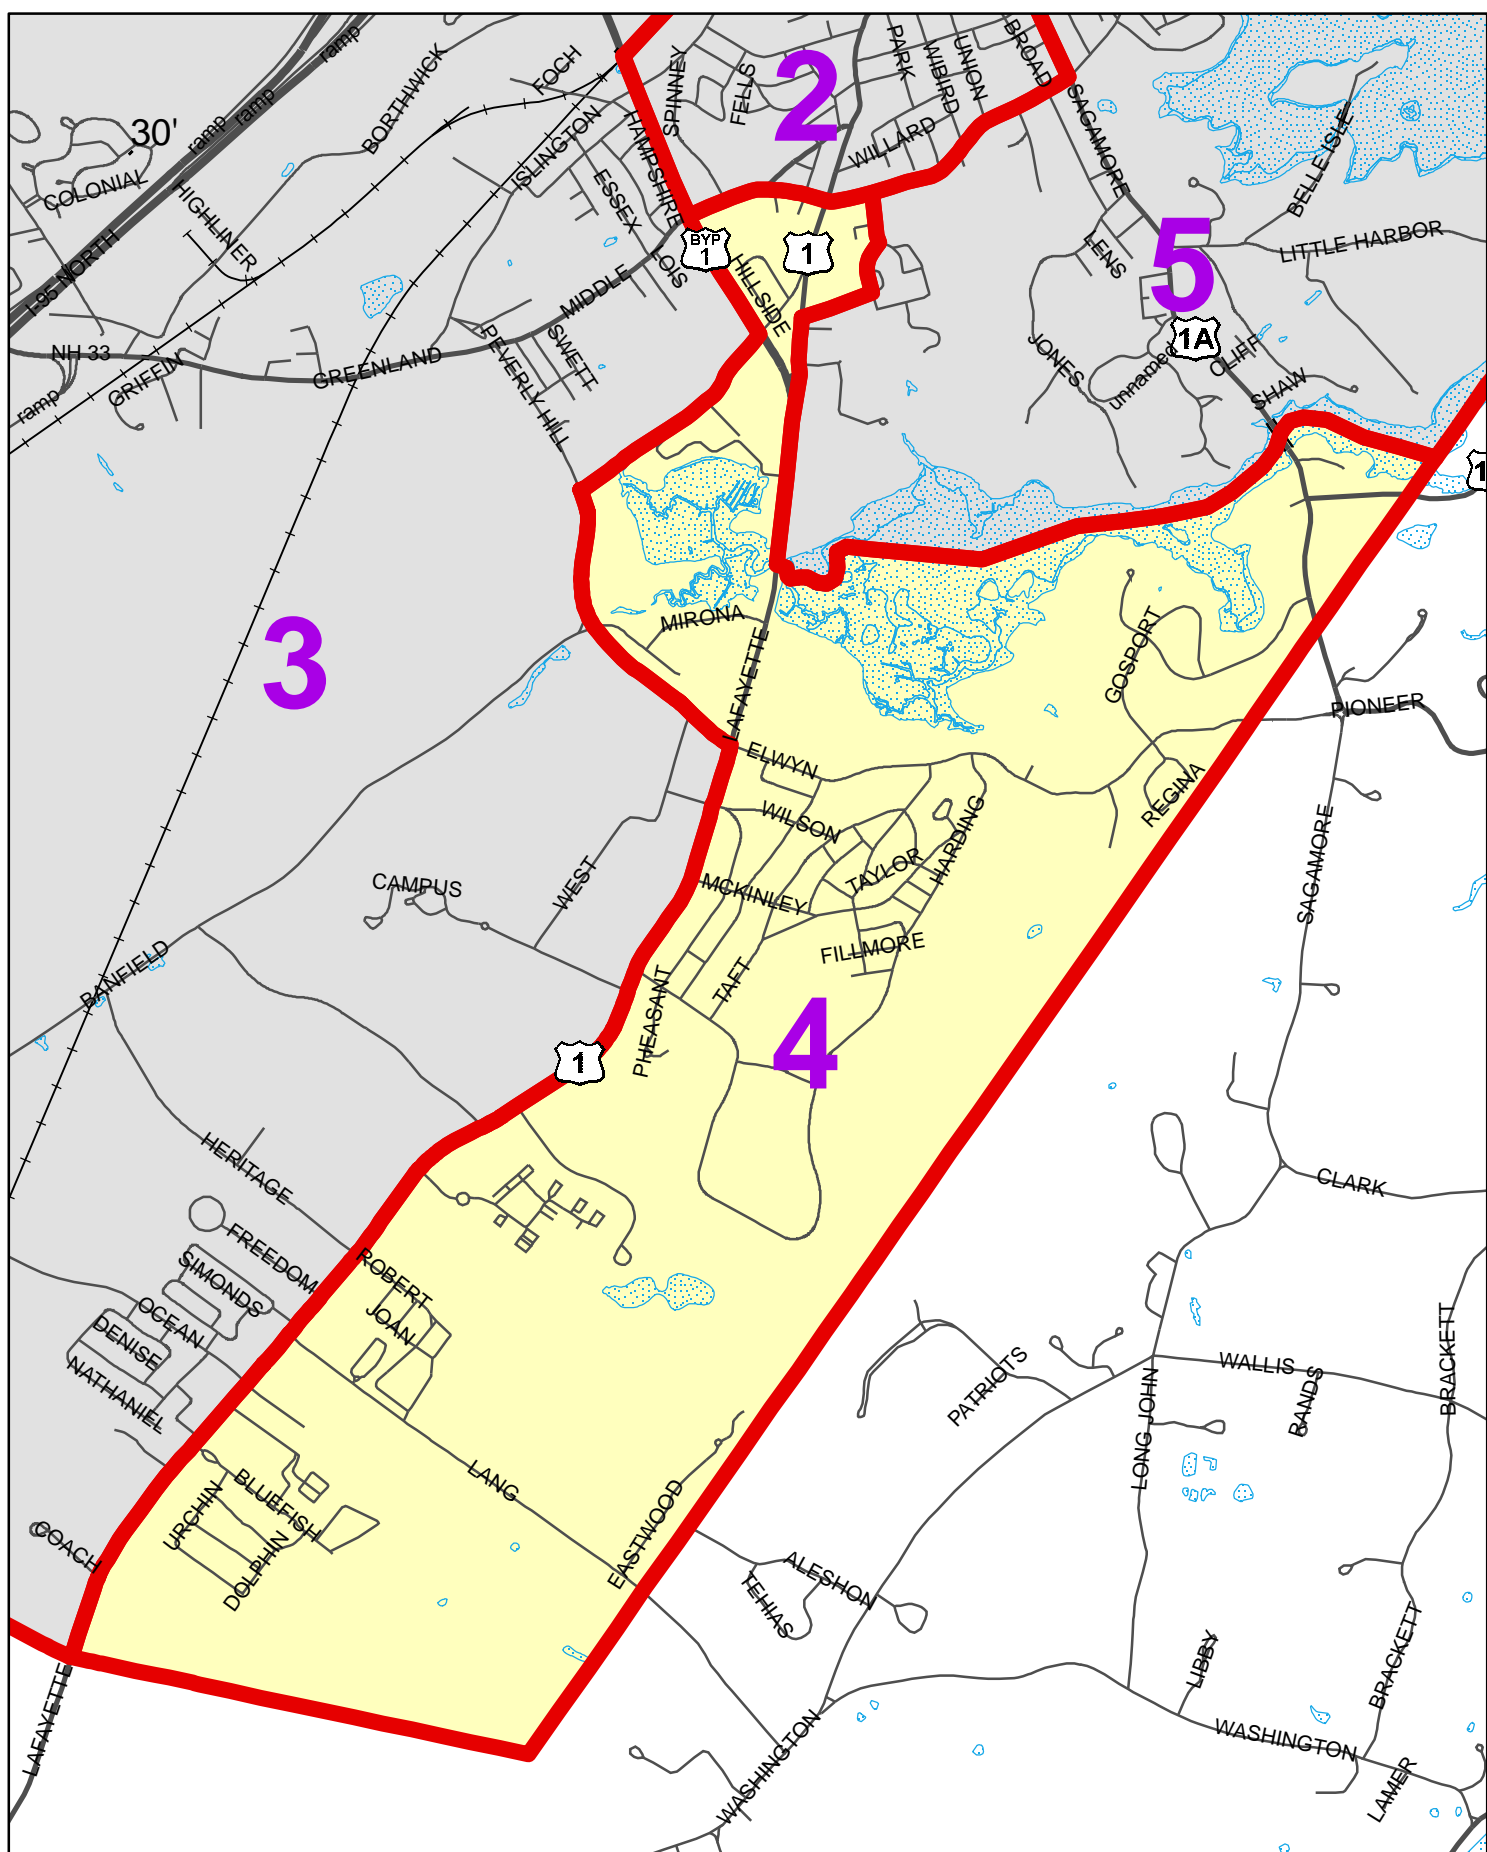 ramp
ramp
ramp
30'
BORTHWICK
FOCH
SPINNEY
FELLS
2
PARK
WIBIRD
UNION
BROAD
COLONIAL
HIGHLINER
ISLINGTON
HAMPSHIRE
WILLARD
SAGAMORE
BELLE ISLE
ESSEX
LOIS
BYP
1
1
HILLSIDE
LENS
5
LITTLE HARBOR
I-95 NORTH
MIDDLE
1A
NH 33
GRIFFIN
GREENLAND
PEVERLY HILL
SWETT
JONES
unnamed
CLIFF
SHAW
ramp
1
3
MIRONA
LAFAYETTE
GOSPORT
PIONEER
ELWYN
REGINA
WILSON
HARDING
TAYLOR
SAGAMORE
CAMPUS
WEST
MCKINLEY
FILLMORE
BANFIELD
TAFT
PHEASANT
4
1
HERITAGE
CLARK
FREEDOM
SIMONDS
ROBERT
JOAN
OCEAN
DENISE
NATHANIEL
PATRIOTS
WALLIS
RANDS
BRACKETT
LONG JOHN
LANG
BLUEFISH
URCHIN
DOLPHIN
COACH
EASTWOOD
ALESHON
TEHIAS
LIBBY
BRACKETT
LAFAYETTE
WASHINGTON
WASHINGTON
LAMER